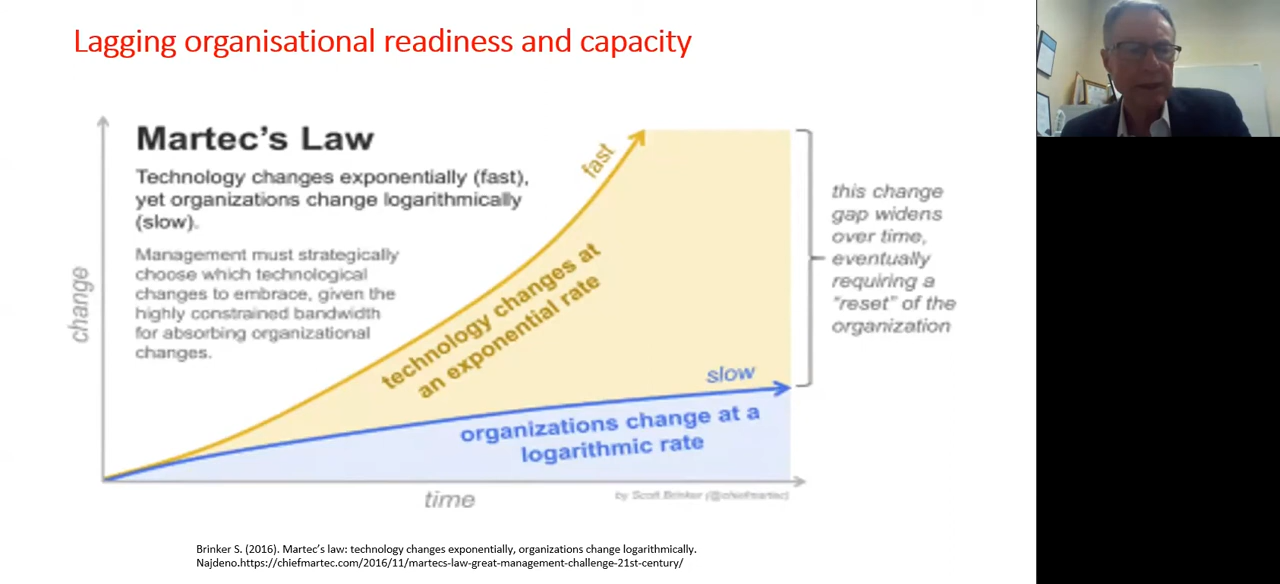 Lagging organisational readiness and capacity
Martec's Law
Technology changes exponentially (fast),
yet organizations change logarithmically
(slow).
Management must strategically
choose which technological
changes to embrace, given the
highly constrained bandwidth
for absorbing organizational
changes.
change
fast
technology changes at
an exponential rate
slow
organizations change at a
logarithmic rate
time
by Scott Brinker (@chiefmartec)
this change
gap widens
over time,
eventually
requiring a
"reset" of the
organization
Brinker S. (2016). Martec's law: technology changes exponentially, organizations change logarithmically.
Najdeno.https://chiefmartec.com/2016/11/martecs-law-great-management-challenge-21st-century/